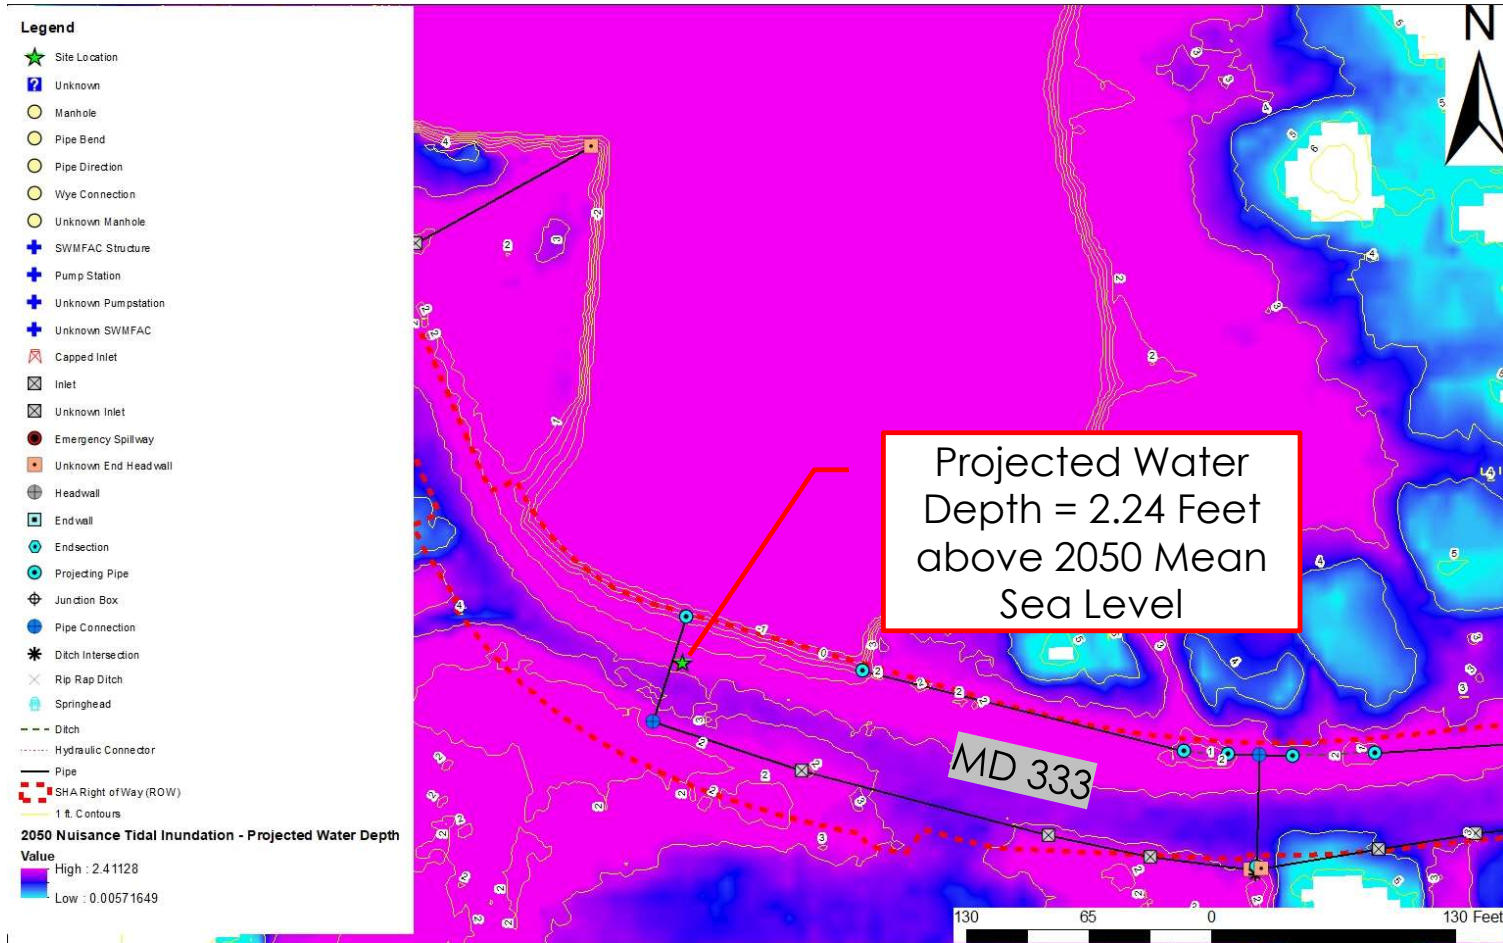 Legend
Site Location
Unknown
Manhole
Pipe Bend
Pipe Direction
Wye Connection
Unknown Manhole
SWMFAC Structure
Pump Station
Unknown Pumpstation
Unknown SWMFAC
Capped Inlet
Inlet
Unknown Inlet
Emergency Spillway
Unknown End Headwall
Headwall
Endwall
Endsection
Projecting Pipe
Junction Box
Pipe Connection
Ditch Intersection
Rip Rap Ditch
Springhead
Ditch
Hydraulic Connector
Pipe
SHA Right of Way (ROW)
1 ft. Contours
2050 Nuisance Tidal Inundation - Projected Water Depth
Value
High : 2.41128
Low : 0.00571649
N
Projected Water
Depth = 2.24 Feet
above 2050 Mean
Sea Level
MD 333
130 65 0 130 Feet